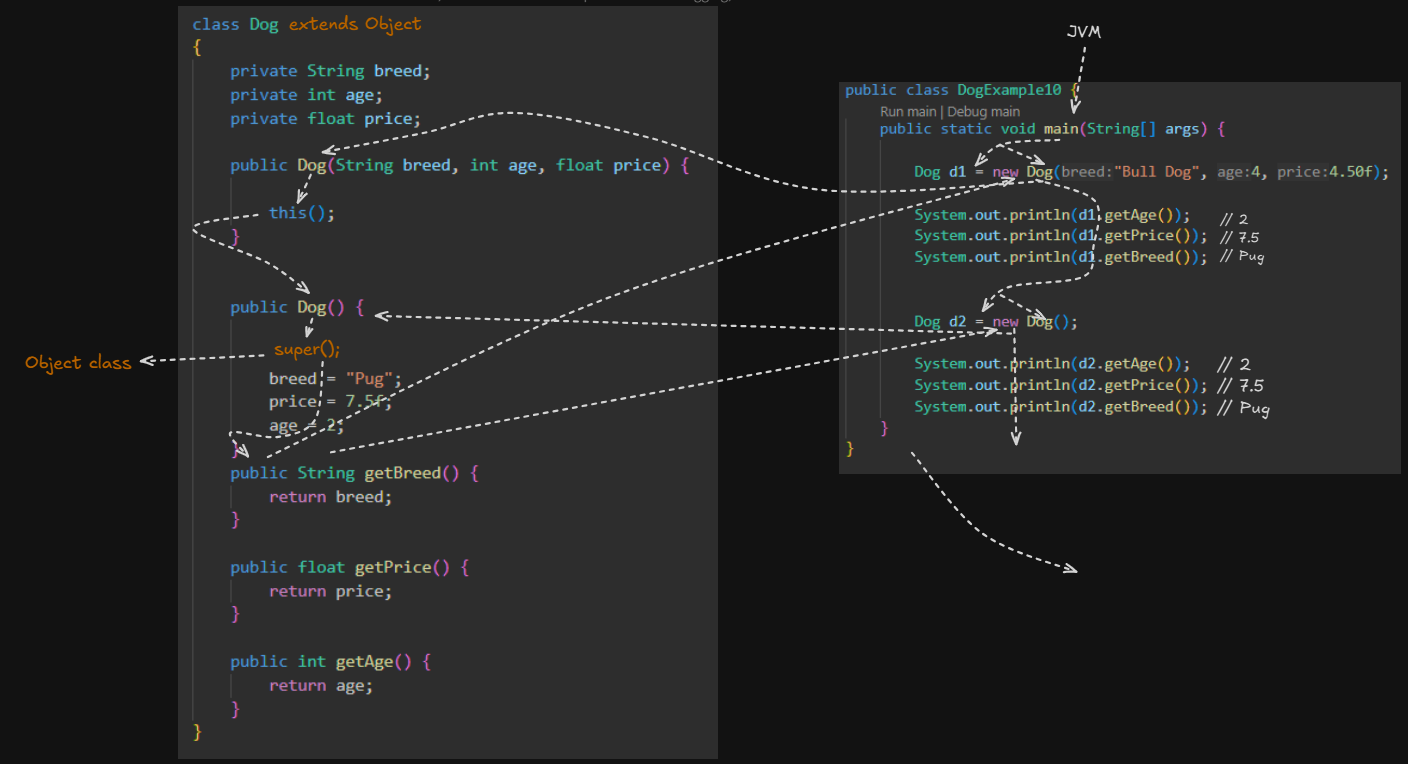 class Dog extends Object
{
private String breed;
private int age;
private float price;
public Dog(String breed, int age, float price) {
this();
}
public Dog() {
super();
Object class
breed = "Pug";
price = 7.5f;
age = 2;
}
public String getBreed() {
return breed;
}
public float getPrice() {
return price;
}
public int getAge() {
return age;
}
}
JVM
public class DogExample10 {
Run main | Debug main
public static void main(String[] args) {
Dog d1 = new Dog(breed:"Bull Dog", age:4, price:4.50f);
System.out.println(d1.getAge()); // 2
System.out.println(d1.getPrice()); // 7.5
System.out.println(d1.getBreed()); // Pug
Dog d2 = new Dog();
System.out.println(d2.getAge()); // 2
System.out.println(d2.getPrice()); // 7.5
System.out.println(d2.getBreed()); // Pug
}
}